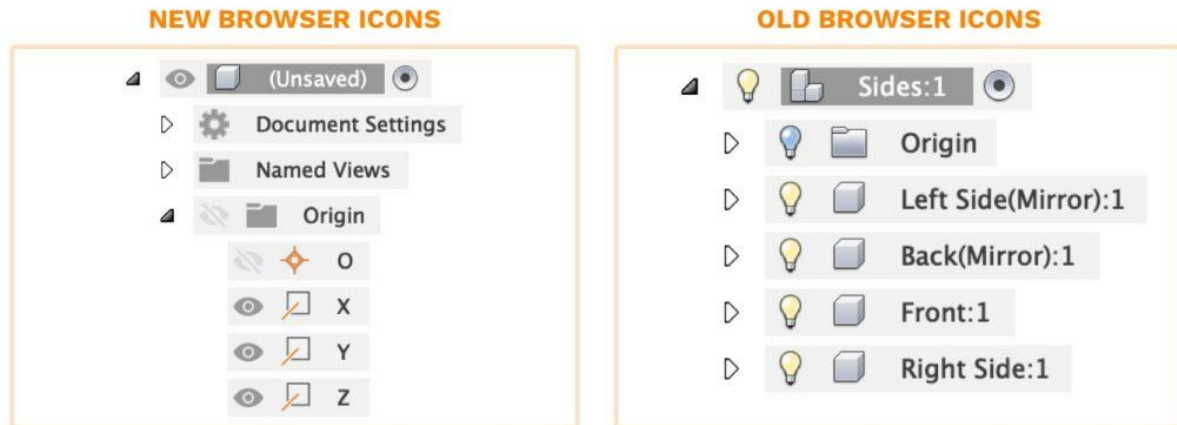 NEW BROWSER ICONS
(Unsaved)
Document Settings
Named Views
Origin
O
X
Y
Z
OLD BROWSER ICONS
Sides:1
Origin
Left Side(Mirror):1
Back(Mirror):1
Front:1
Right Side:1